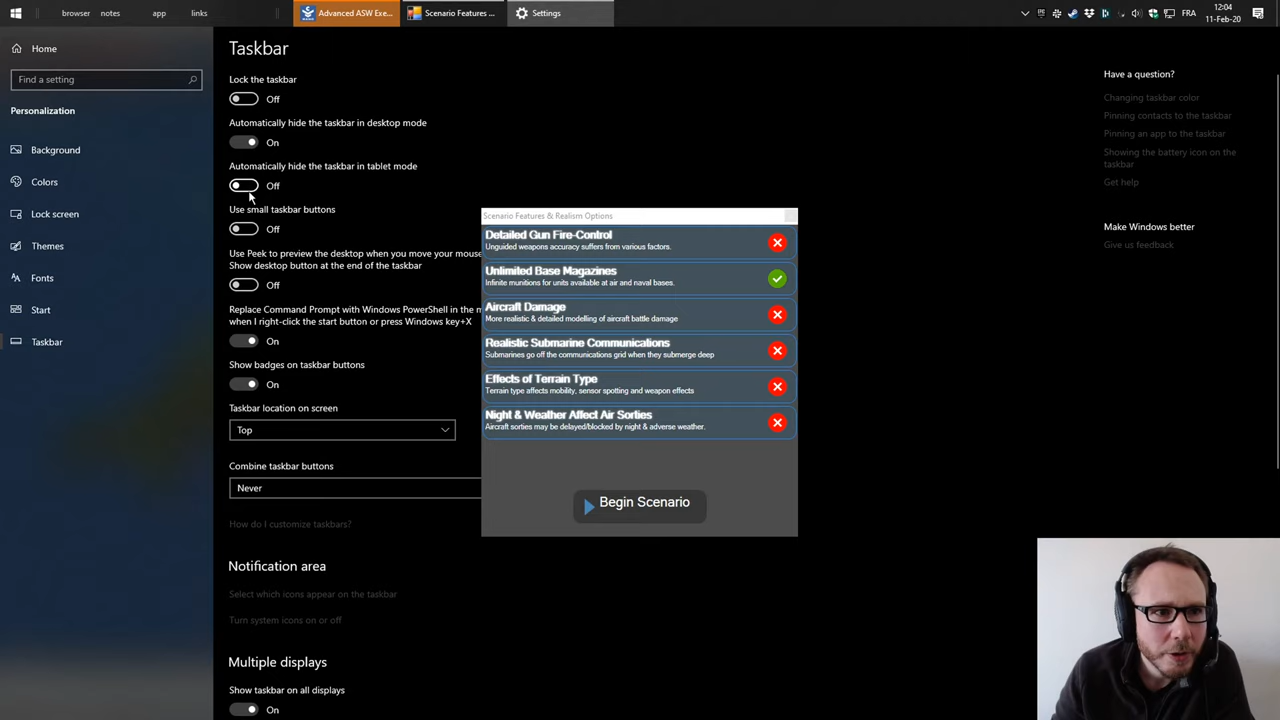 browser
notes
app
links
Advanced ASW Exe...
Scenario Features ...
Settings
FR
12:04
11-Feb-20
Home
Find a setting
Personalization
Background
Colors
Lock screen
Themes
Fonts
Start
Taskbar
Taskbar
Lock the taskbar
Off
Automatically hide the taskbar in desktop mode
On
Automatically hide the taskbar in tablet mode
Off
Use small taskbar buttons
Off
Use Peek to preview the desktop when you move your mouse
Show desktop button at the end of the taskbar
Off
Replace Command Prompt with Windows PowerShell in the
when I right-click the start button or press Windows key+X
On
Show badges on taskbar buttons
On
Taskbar location on screen
Top
Combine taskbar buttons
Never
How do I customize taskbars?
Notification area
Select which icons appear on the taskbar
Turn system icons on or off
Multiple displays
Show taskbar on all displays
On
Scenario Features & Realism Options
Detailed Gun Fire-Control
Unguided weapons accuracy suffers from various factors.
Unlimited Base Magazines
Infinite munitions for units available at air and naval bases.
Aircraft Damage
More realistic & detailed modelling of aircraft battle damage
Realistic Submarine Communications
Submarines go off the communications grid when they submerge deep
Effects of Terrain Type
Terrain type affects mobility, sensor spotting and weapon effects
Night & Weather Affect Air Sorties
Aircraft sorties may be delayed/blocked by night & adverse weather.
Begin Scenario
Have a question?
Changing taskbar color
Pinning contacts to the taskbar
Pinning an app to the taskbar
Showing the battery icon on the
taskbar
Get help
Make Windows better
Give us feedback